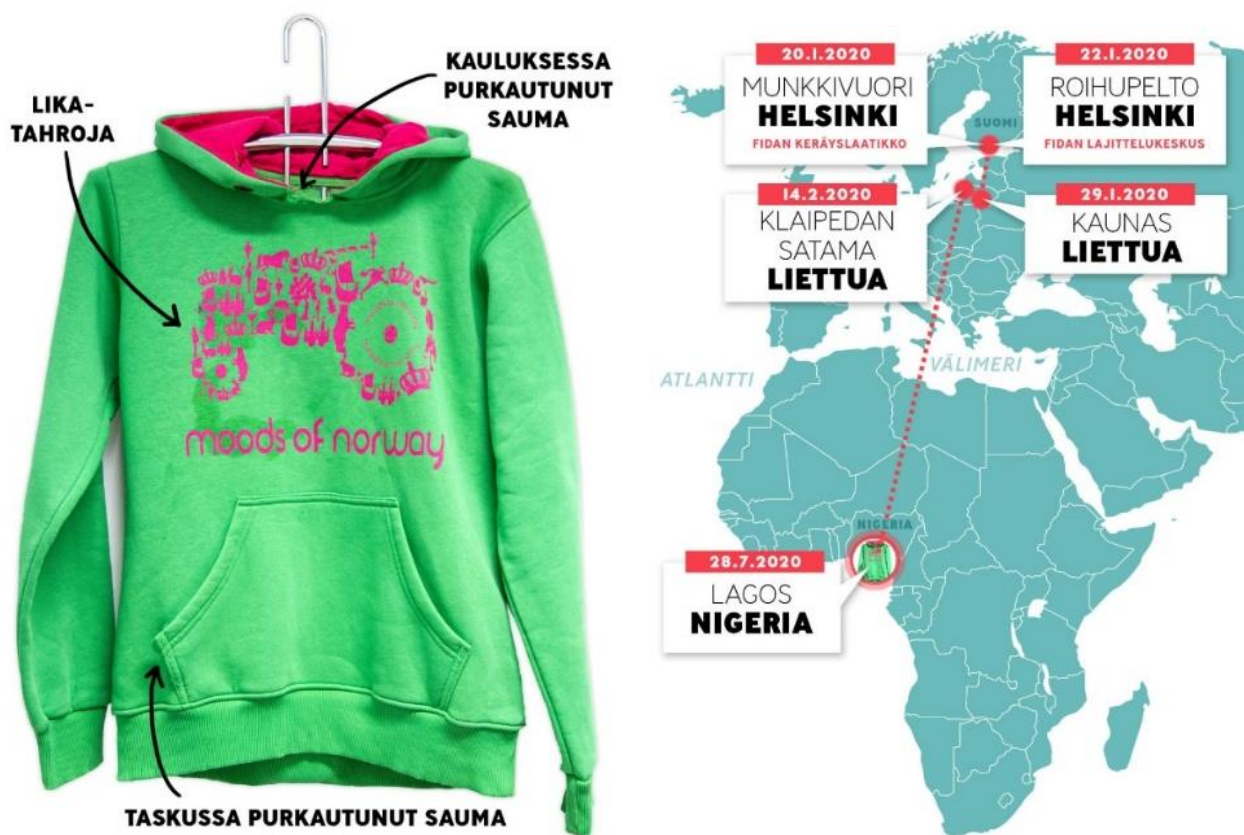 KAULUKSESSA
PURKAUTUNUT
SAUMA
LIKA-
TAHROJA
moods of norway
TASKUSSA PURKAUTUNUT SAUMA
20.1.2020
MUNKKIVUORI
HELSINKI
FIDAN KERÄYSLAATIKKO
22.1.2020
ROIHUPELTO
HELSINKI
FIDAN LAJITTELUKESKUS
SUOMI
14.2.2020
KLAIPEDAN
SATAMA
LIETTUA
29.1.2020
KAUNAS
LIETTUA
ATLANTTI
VÄLIMERI
NIGERIA
28.7.2020
LAGOS
NIGERIA